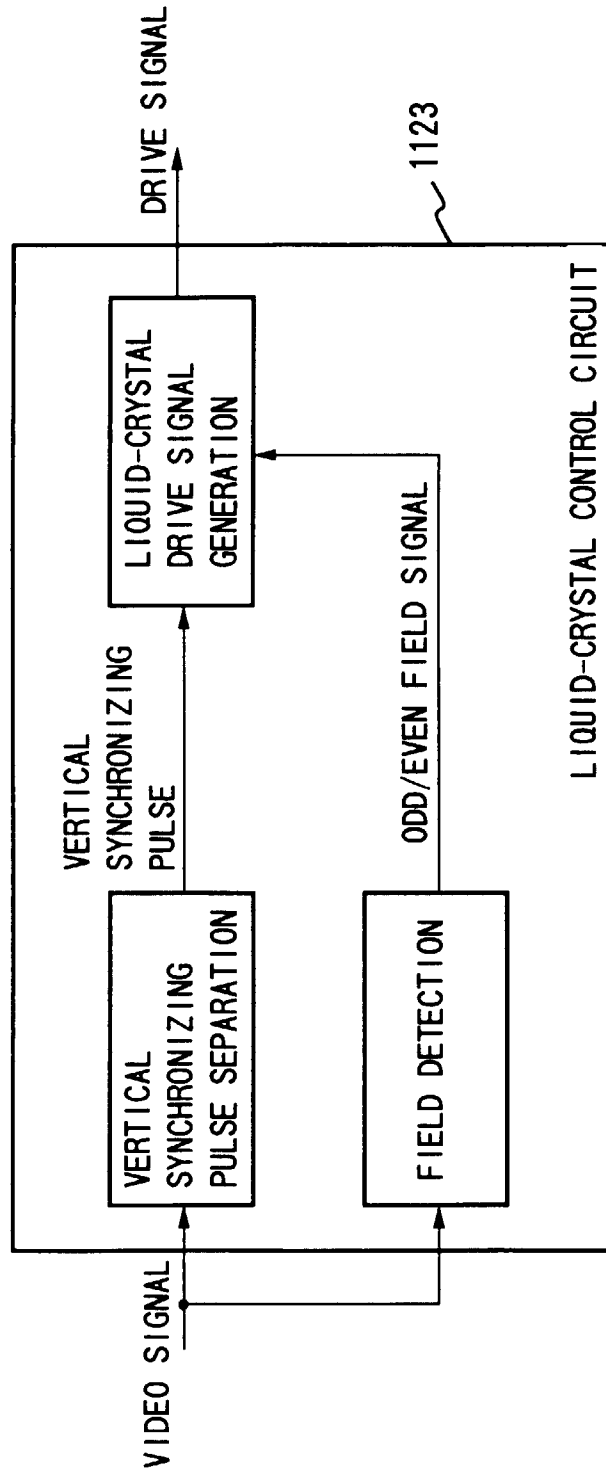 VIDEO SIGNAL
VERTICAL
SYNCHRONIZING
PULSE SEPARATION
VERTICAL
SYNCHRONIZING
PULSE
LIQUID-CRYSTAL
DRIVE SIGNAL
GENERATION
DRIVE SIGNAL
FIELD DETECTION
ODD/EVEN FIELD SIGNAL
1123
LIQUID-CRYSTAL CONTROL CIRCUIT